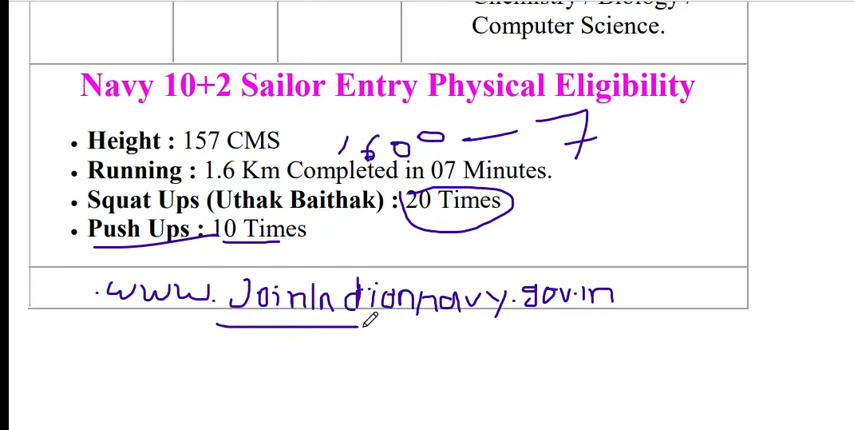 Computer Science.
Navy 10+2 Sailor Entry Physical Eligibility
• Height : 157 CMS
1600 — 7
• Running : 1.6 Km Completed in 07 Minutes.
• Squat Ups (Uthak Baithak) : 20 Times
• Push Ups : 10 Times
.www.JoinIndiannavy.gov.in